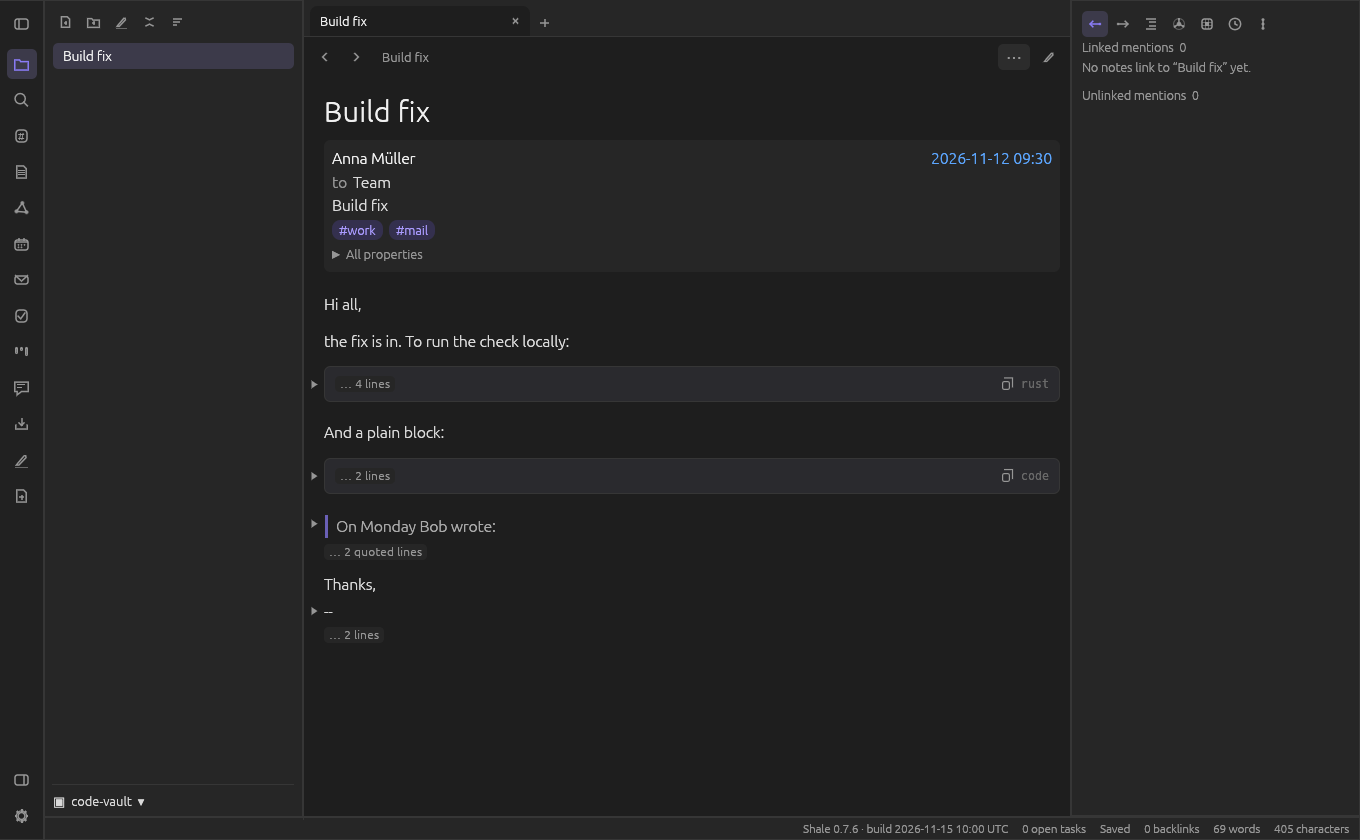 Build fix
code-vault ▼
Build fix ×
Build fix
...
Build fix
Anna Müller 2026-11-12 09:30
to Team
Build fix
#work #mail
▶ All properties
Hi all,
the fix is in. To run the check locally:
... 4 lines rust
And a plain block:
... 2 lines code
On Monday Bob wrote:
... 2 quoted lines
Thanks,
--
... 2 lines
Linked mentions 0
No notes link to “Build fix” yet.
Unlinked mentions 0
Shale 0.7.6 · build 2026-11-15 10:00 UTC 0 open tasks Saved 0 backlinks 69 words 405 characters